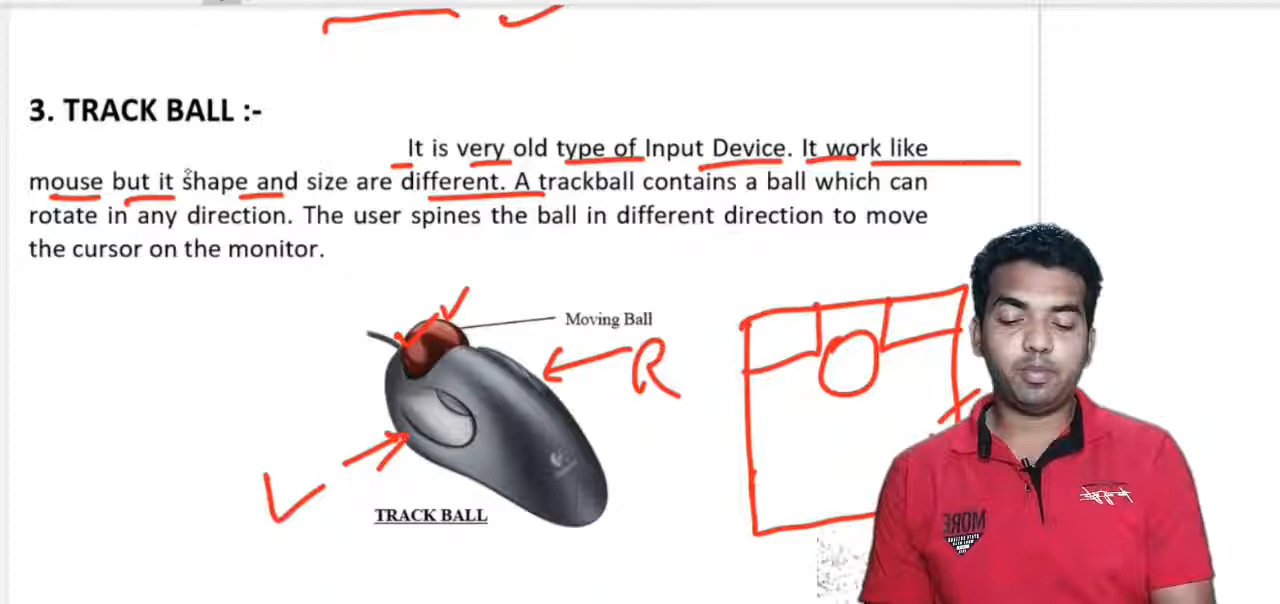 3. TRACK BALL :-
It is very old type of Input Device. It work like
mouse but it shape and size are different. A trackball contains a ball which can
rotate in any direction. The user spines the ball in different direction to move
the cursor on the monitor.
Moving Ball
R
L
TRACK BALL
MORE